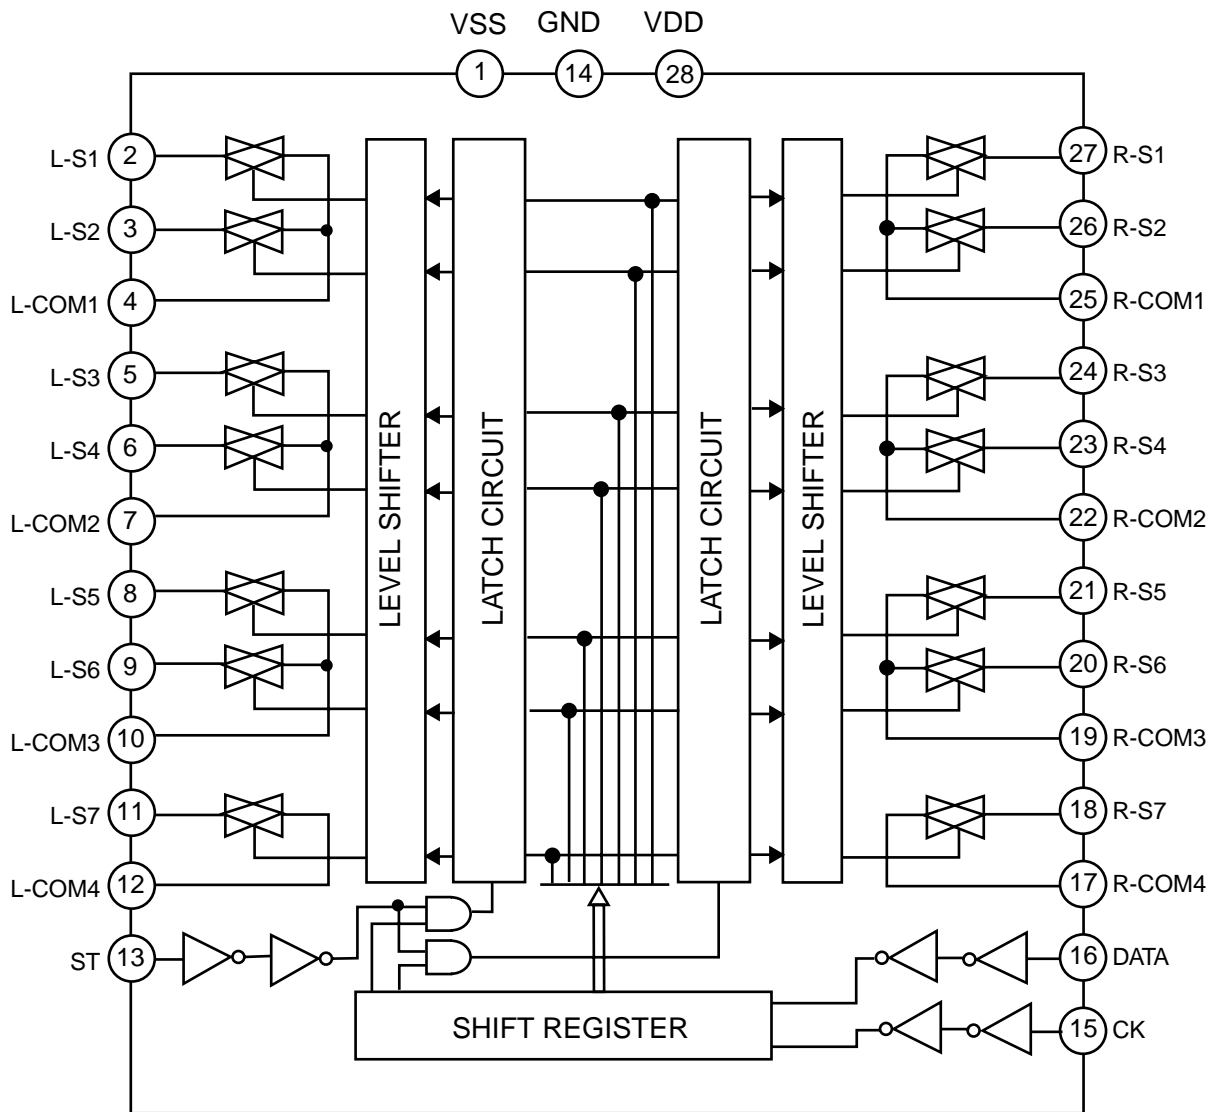 VSS GND VDD
1 14 28
L-S1 2
L-S2 3
L-COM1 4
L-S3 5
L-S4 6
L-COM2 7
L-S5 8
L-S6 9
L-COM3 10
L-S7 11
L-COM4 12
ST 13
LEVEL SHIFTER
LATCH CIRCUIT
LATCH CIRCUIT
LEVEL SHIFTER
27 R-S1
26 R-S2
25 R-COM1
24 R-S3
23 R-S4
22 R-COM2
21 R-S5
20 R-S6
19 R-COM3
18 R-S7
17 R-COM4
16 DATA
15 CK
SHIFT REGISTER